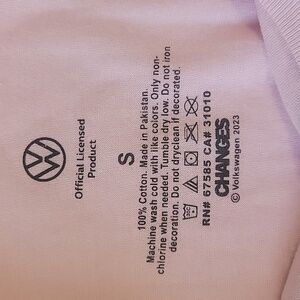 Official Licensed
Product
S
100% Cotton. Made in Pakistan.
Machine wash cold with like colors. Only non-
chlorine when needed. Tumble dry low. Do not iron
decoration. Do not dryclean if decorated.
RN# 67585 CA# 31010
CHANGES
© Volkswagen 2023